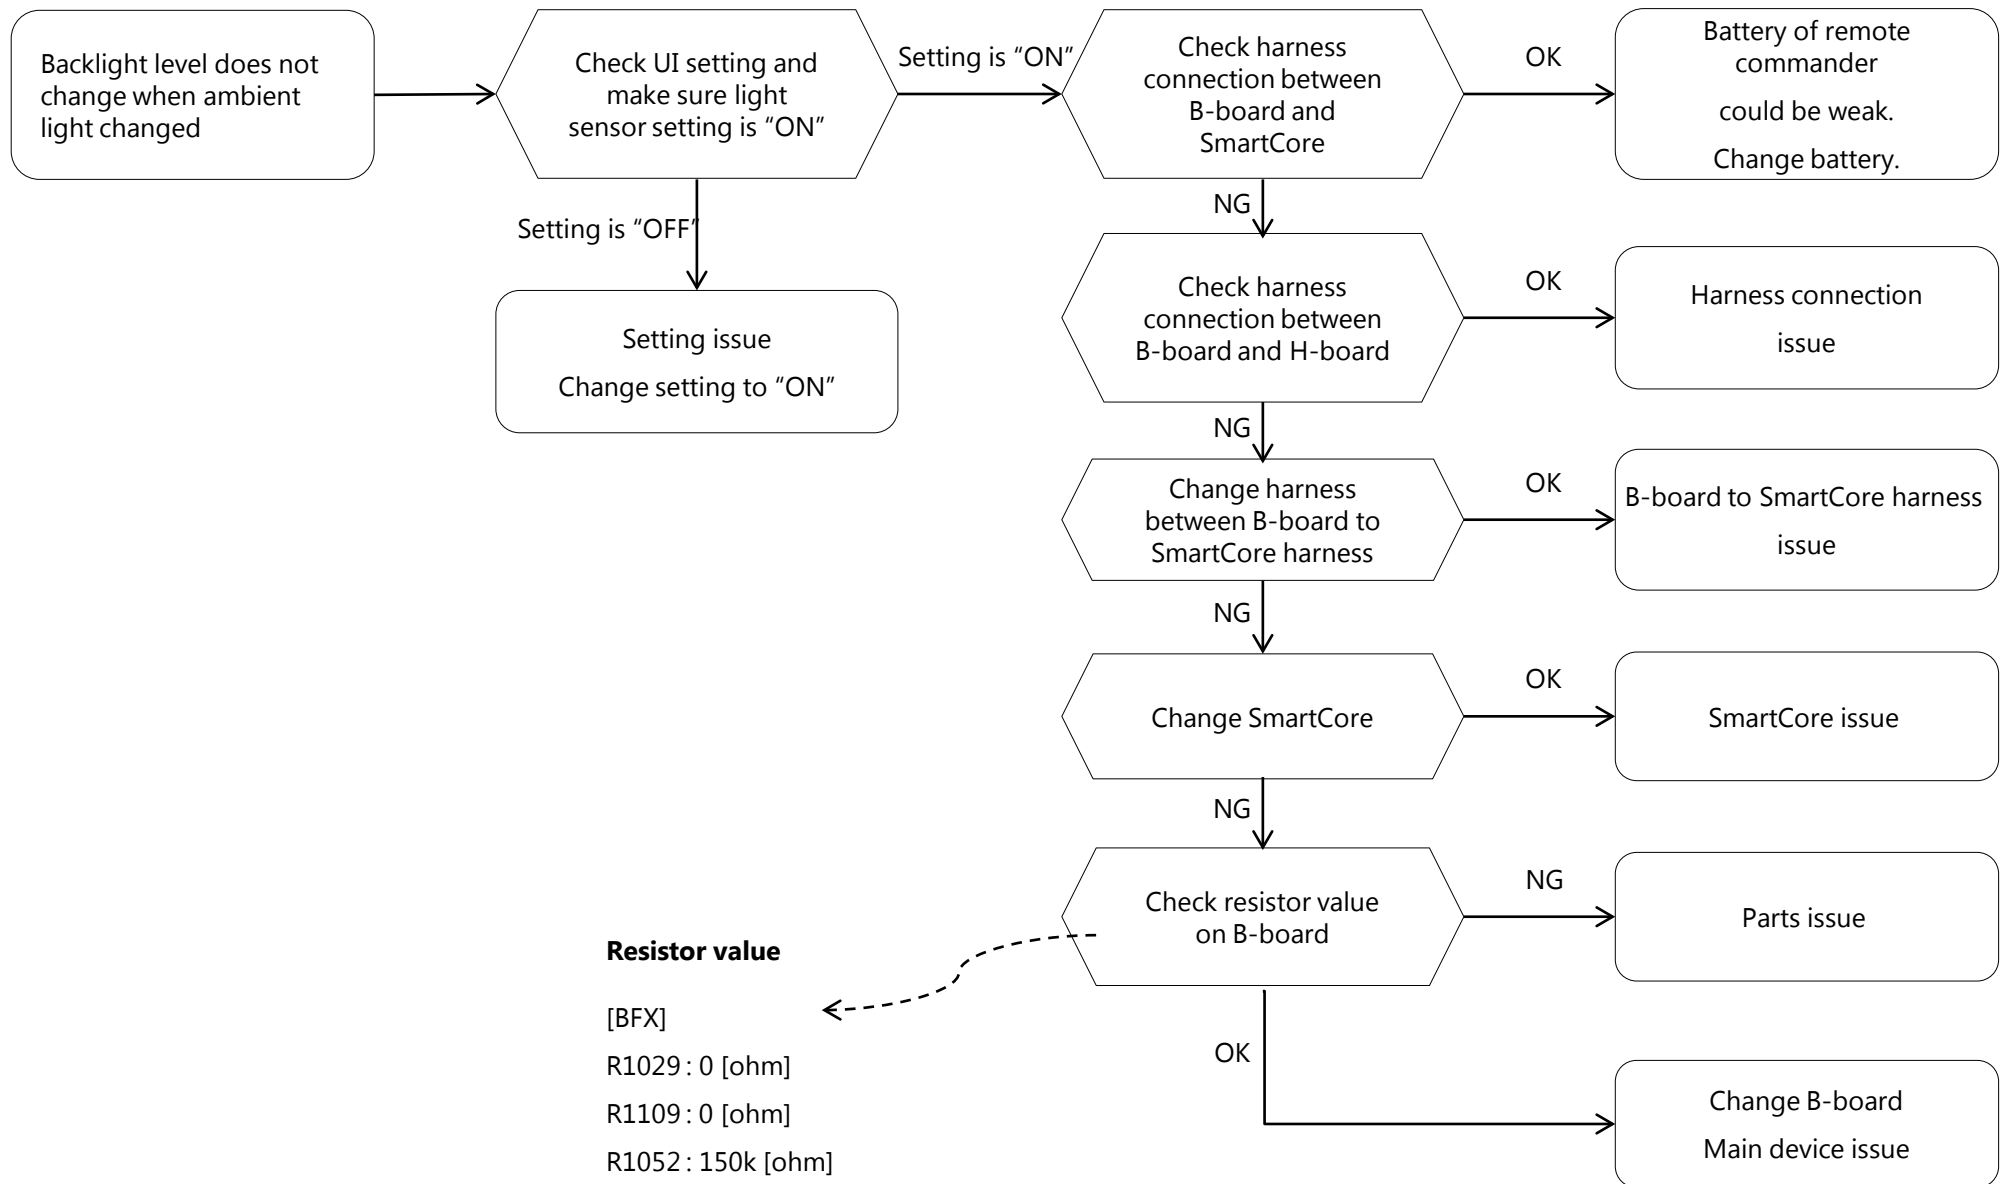 Backlight level does not
change when ambient
light changed
Check UI setting and
make sure light
sensor setting is “ON”
Setting is “ON”
Check harness
connection between
B-board and
SmartCore
OK
Battery of remote
commander
could be weak.
Change battery.
Setting is “OFF”
NG
Setting issue
Change setting to “ON”
Check harness
connection between
B-board and H-board
OK
Harness connection
issue
NG
Change harness
between B-board to
SmartCore harness
OK
B-board to SmartCore harness
issue
NG
Change SmartCore
OK
SmartCore issue
NG
Check resistor value
on B-board
NG
Parts issue
Resistor value
[BFX]
R1029 : 0 [ohm]
R1109 : 0 [ohm]
R1052 : 150k [ohm]
OK
Change B-board
Main device issue